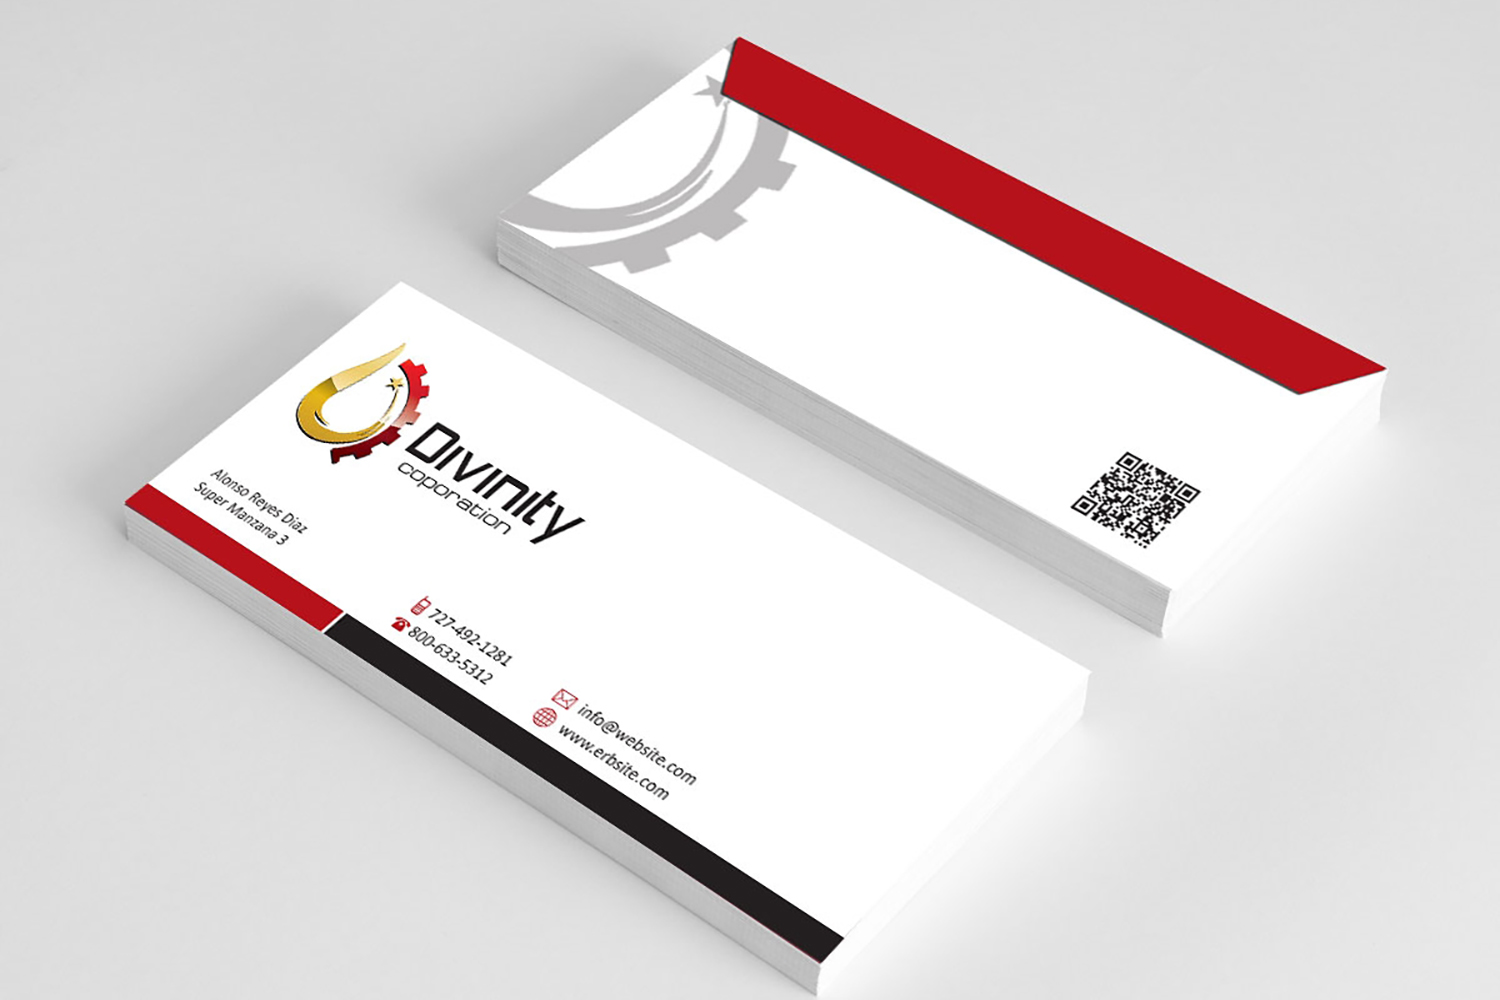 Divinity
coporation
Alonso Reyes Diaz
Super Manzana 3
727-492-1281
800-633-5312
info@website.com
www.erbsite.com